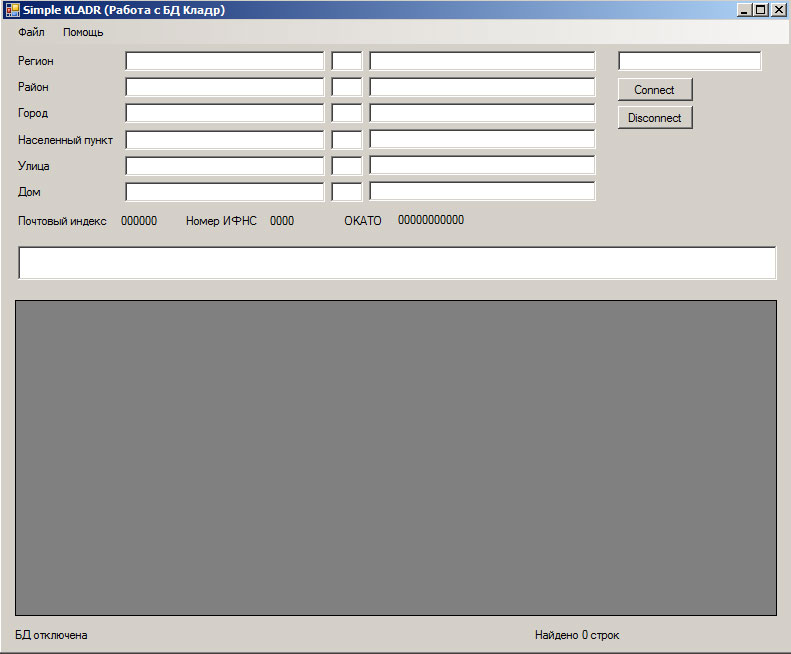 Simple KLADR (Работа с БД Кладр)
Файл Помощь
Регион
Район Connect
Город Disconnect
Населенный пункт
Улица
Дом
Почтовый индекс 000000 Номер ИФНС 0000 ОКАТО 00000000000
БД отключена Найдено 0 строк